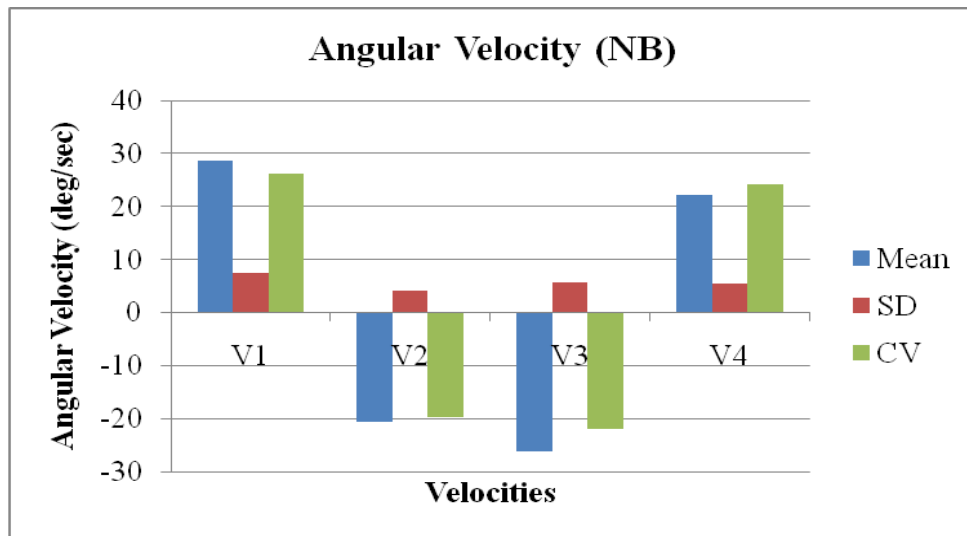 Angular Velocity (NB)
Angular Velocity (deg/sec)
40
30
20
10
0
-10
-20
-30
V1 V2 V3 V4
Velocities
Mean
SD
CV